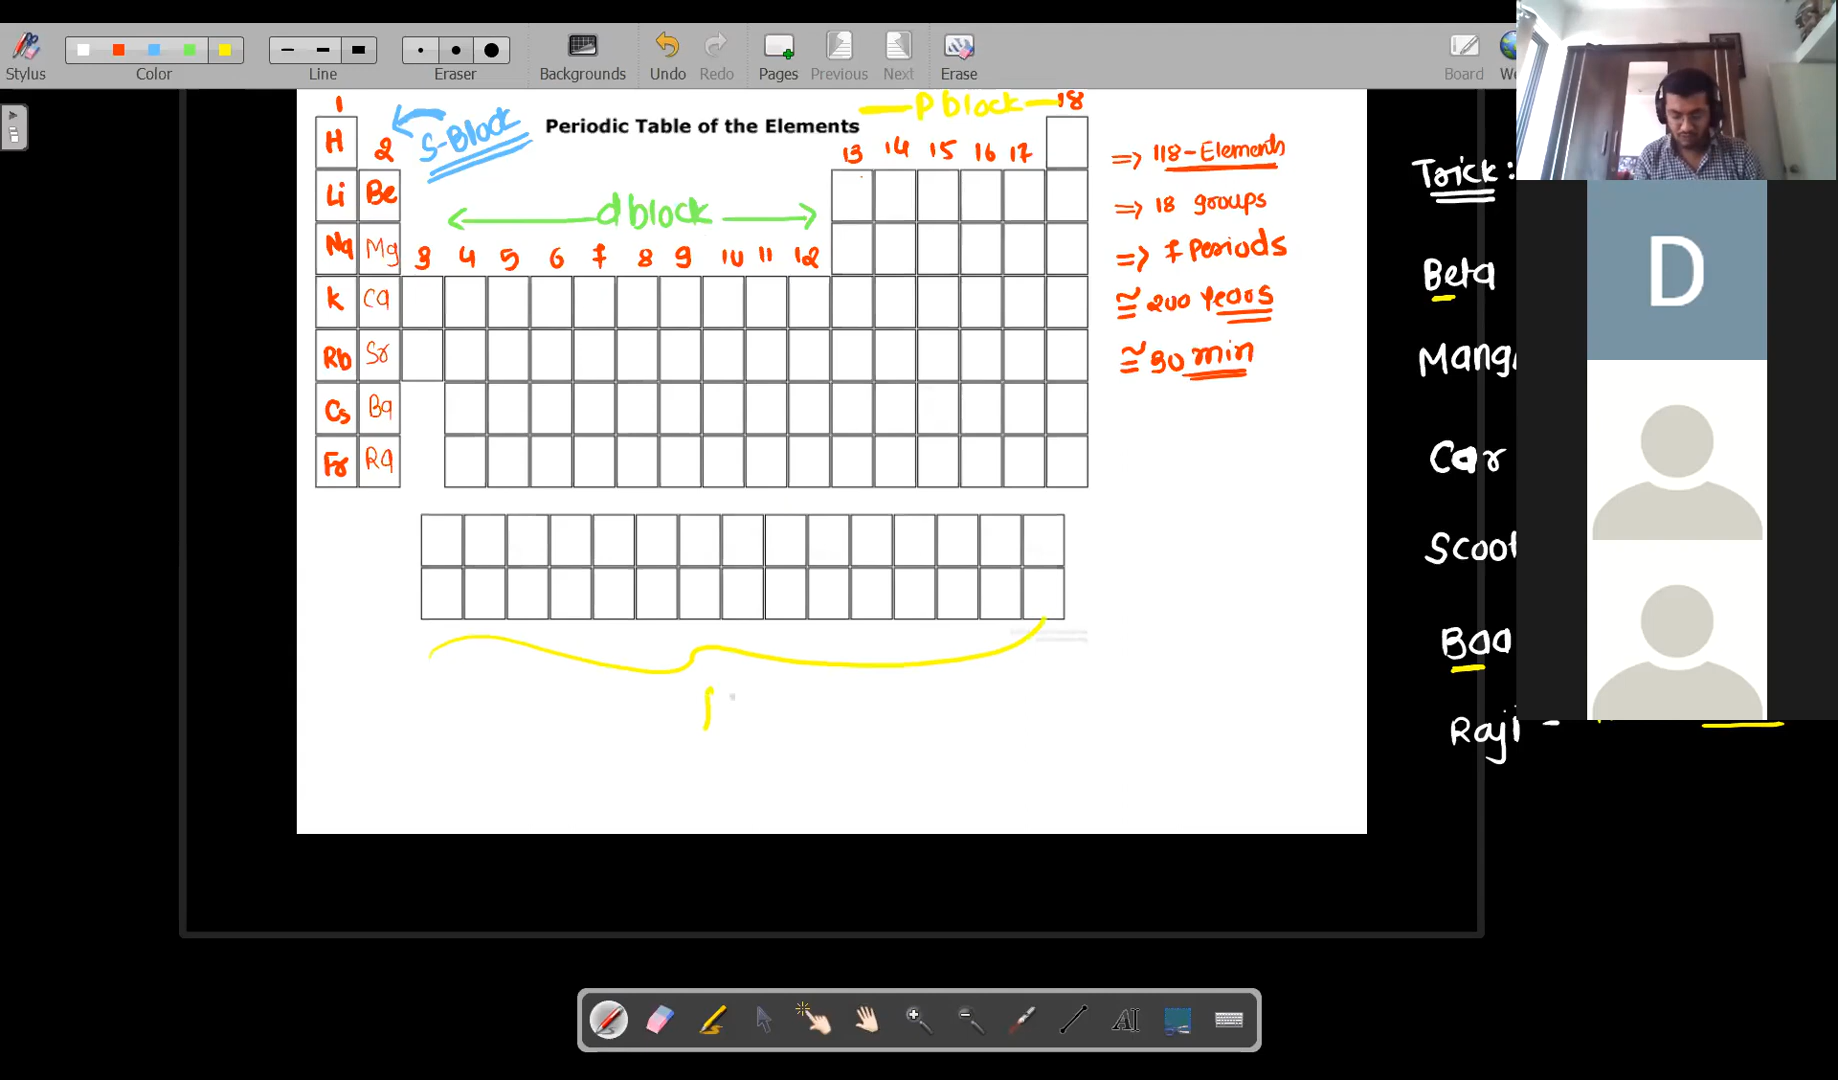 Stylus Color Line Eraser Backgrounds Undo Redo Pages Previous Next Erase Board We
1 2 S-Block
Periodic Table of the Elements
P block 18
13 14 15 16 17
H
Li Be
d block
Na Mg 3 4 5 6 7 8 9 10 11 12
K Ca
Rb Sr
Cs Ba
Fr Ra
=> 118-Elements
=> 18 groups
=> 7 Periods
≅ 200 Years
≅ 30 min
f
Trick :
Beta
Mang
Car
Scoot
Baa
Raji -
D